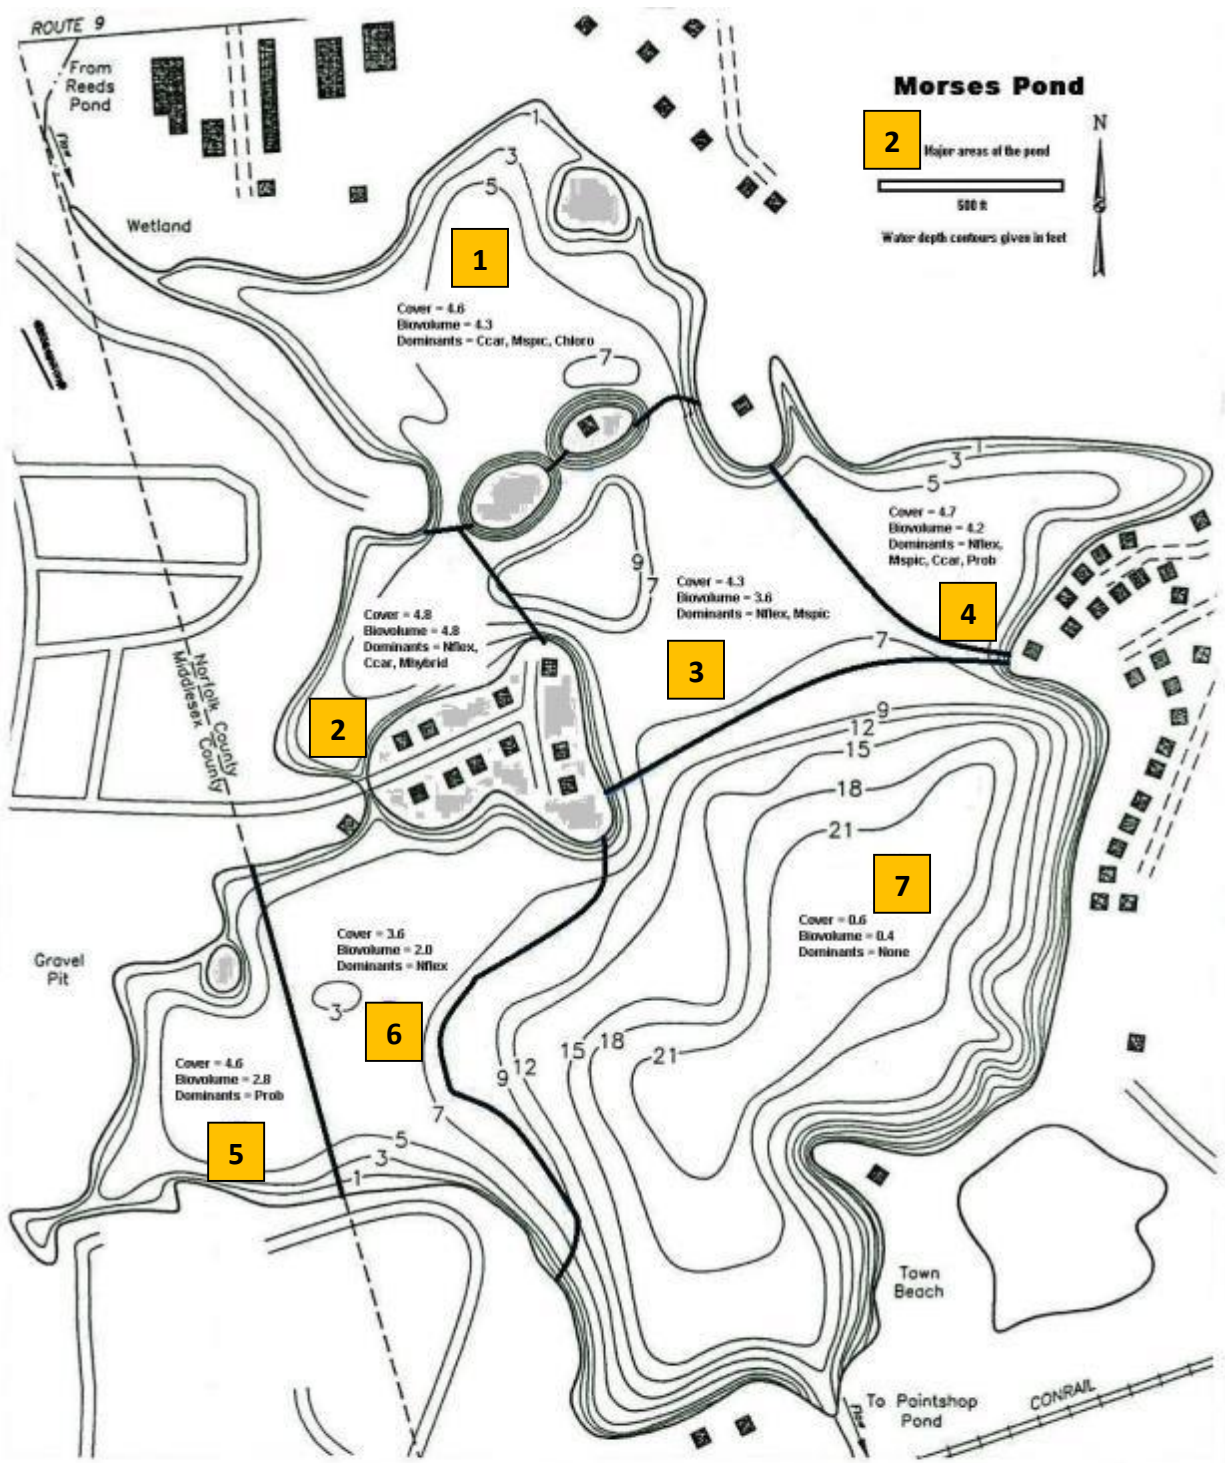 ROUTE 9
From
Reeds
Pond
Flow
Wetland
Morses Pond
2
Major areas of the pond
500 ft
Water depth contours given in feet
N
1
3
5
1
Cover = 4.6
Biovolume = 4.3
Dominants = Ccar, Mspic, Chloro
7
1
3
5
Cover = 4.7
Biovolume = 4.2
Dominants = Nflex,
Mspic, Ccar, Prob
4
9
7
Cover = 4.3
Biovolume = 3.6
Dominants = Nflex, Mspic
3
Cover = 4.8
Biovolume = 4.8
Dominants = Nflex,
Ccar, Mhybrid
2
Norfolk County
Middlesex County
7
9
12
15
18
21
7
Cover = 0.6
Biovolume = 0.4
Dominants = None
Gravel
Pit
Cover = 3.6
Biovolume = 2.0
Dominants = Nflex
3
6
Cover = 4.6
Biovolume = 2.8
Dominants = Prob
5
5
3
1
7
9
12
15
18
21
Town
Beach
To Pointshop
Pond
Flow
CONRAIL